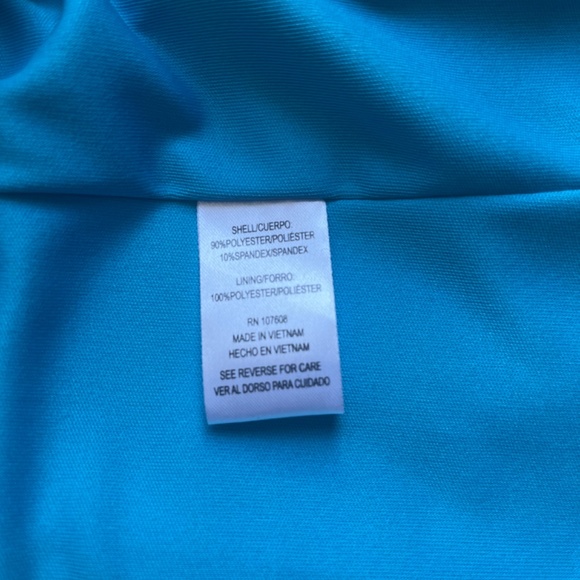 SHELL/CUERPO:
90%POLYESTER/POLIÉSTER
10%SPANDEX/SPANDEX
LINING/FORRO:
100%POLYESTER/POLIÉSTER
RN 107608
MADE IN VIETNAM
HECHO EN VIETNAM
SEE REVERSE FOR CARE
VER AL DORSO PARA CUIDADO